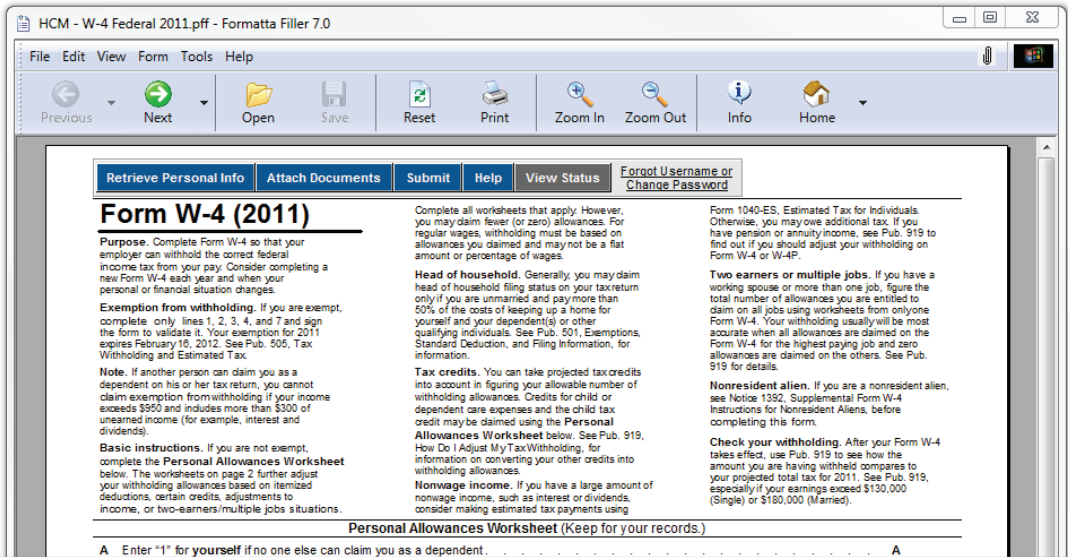 HCM - W-4 Federal 2011.pff - Formatta Filler 7.0
File Edit View Form Tools Help
Previous Next Open Save Reset Print Zoom In Zoom Out Info Home
Retrieve Personal Info Attach Documents Submit Help View Status Forgot Username or
Change Password
Form W-4 (2011)
Purpose. Complete Form W-4 so that your
employer can withhold the correct federal
income tax from your pay. Consider completing a
new Form W-4 each year and when your
personal or financial situation changes.
Exemption from withholding. If you are exempt,
complete only lines 1, 2, 3, 4, and 7 and sign
the form to validate it. Your exemption for 2011
expires February 16, 2012. See Pub. 505, Tax
Withholding and Estimated Tax.
Note. If another person can claim you as a
dependent on his or her tax return, you cannot
claim exemption from withholding if your income
exceeds $950 and includes more than $300 of
unearned income (for example, interest and
dividends).
Basic instructions. If you are not exempt,
complete the Personal Allowances Worksheet
below. The worksheets on page 2 further adjust
your withholding allowances based on itemized
deductions, certain credits, adjustments to
income, or two-earners/multiple jobs situations.
Complete all worksheets that apply. However,
you may claim fewer (or zero) allowances. For
regular wages, withholding must be based on
allowances you claimed and may not be a flat
amount or percentage of wages.
Head of household. Generally, you may claim
head of household filing status on your tax return
only if you are unmarried and pay more than
50% of the costs of keeping up a home for
yourself and your dependent(s) or other
qualifying individuals. See Pub. 501, Exemptions,
Standard Deduction, and Filing Information, for
information.
Tax credits. You can take projected tax credits
into account in figuring your allowable number of
withholding allowances. Credits for child or
dependent care expenses and the child tax
credit may be claimed using the Personal
Allowances Worksheet below. See Pub. 919,
How Do I Adjust My Tax Withholding, for
information on converting your other credits into
withholding allowances.
Nonwage income. If you have a large amount of
nonwage income, such as interest or dividends,
consider making estimated tax payments using
Form 1040-ES, Estimated Tax for Individuals.
Otherwise, you may owe additional tax. If you
have pension or annuity income, see Pub. 919 to
find out if you should adjust your withholding on
Form W-4 or W-4P.
Two earners or multiple jobs. If you have a
working spouse or more than one job, figure the
total number of allowances you are entitled to
claim on all jobs using worksheets from only one
Form W-4. Your withholding usually will be most
accurate when all allowances are claimed on the
Form W-4 for the highest paying job and zero
allowances are claimed on the others. See Pub.
919 for details.
Nonresident alien. If you are a nonresident alien,
see Notice 1392, Supplemental Form W-4
Instructions for Nonresident Aliens, before
completing this form.
Check your withholding. After your Form W-4
takes effect, use Pub. 919 to see how the
amount you are having withheld compares to
your projected total tax for 2011. See Pub. 919,
especially if your earnings exceed $130,000
(Single) or $180,000 (Married).
Personal Allowances Worksheet (Keep for your records.)
A Enter "1" for yourself if no one else can claim you as a dependent . . . . . . . . . . . . . . . . . A